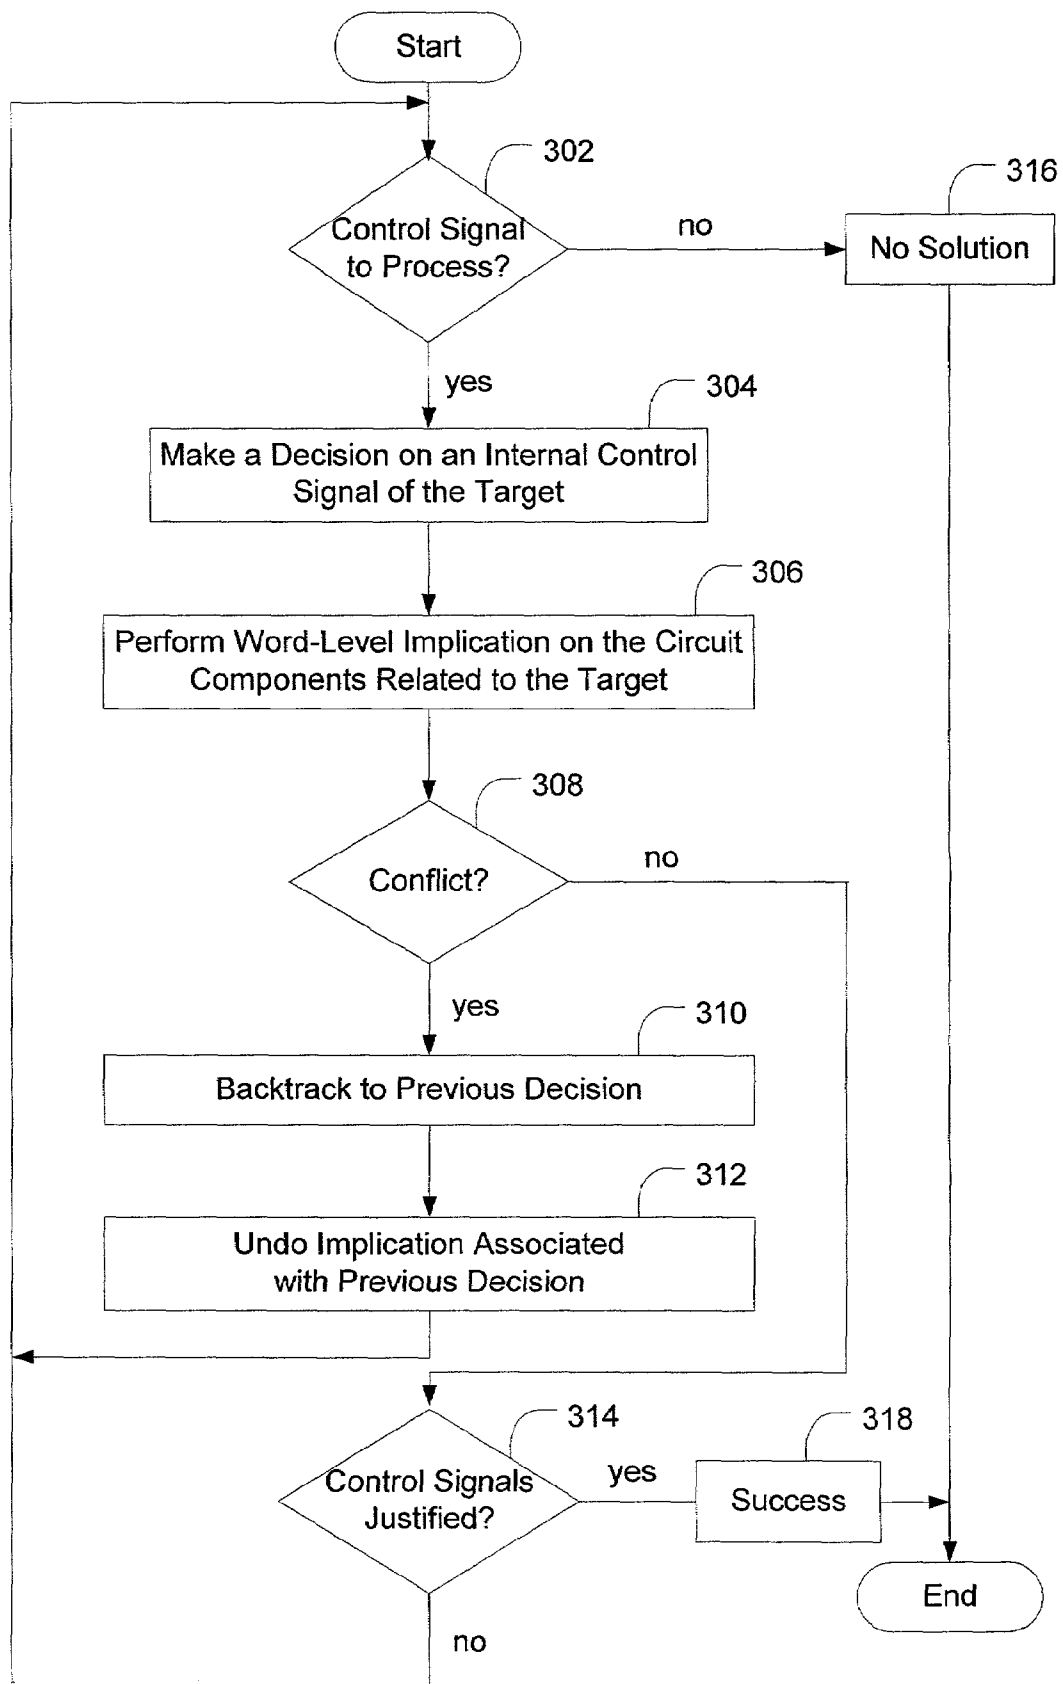 Start
302
316
Control Signal
to Process?
no
No Solution
yes
304
Make a Decision on an Internal Control
Signal of the Target
306
Perform Word-Level Implication on the Circuit
Components Related to the Target
308
Conflict?
no
yes
310
Backtrack to Previous Decision
312
Undo Implication Associated
with Previous Decision
314
318
Control Signals
Justified?
yes
Success
End
no